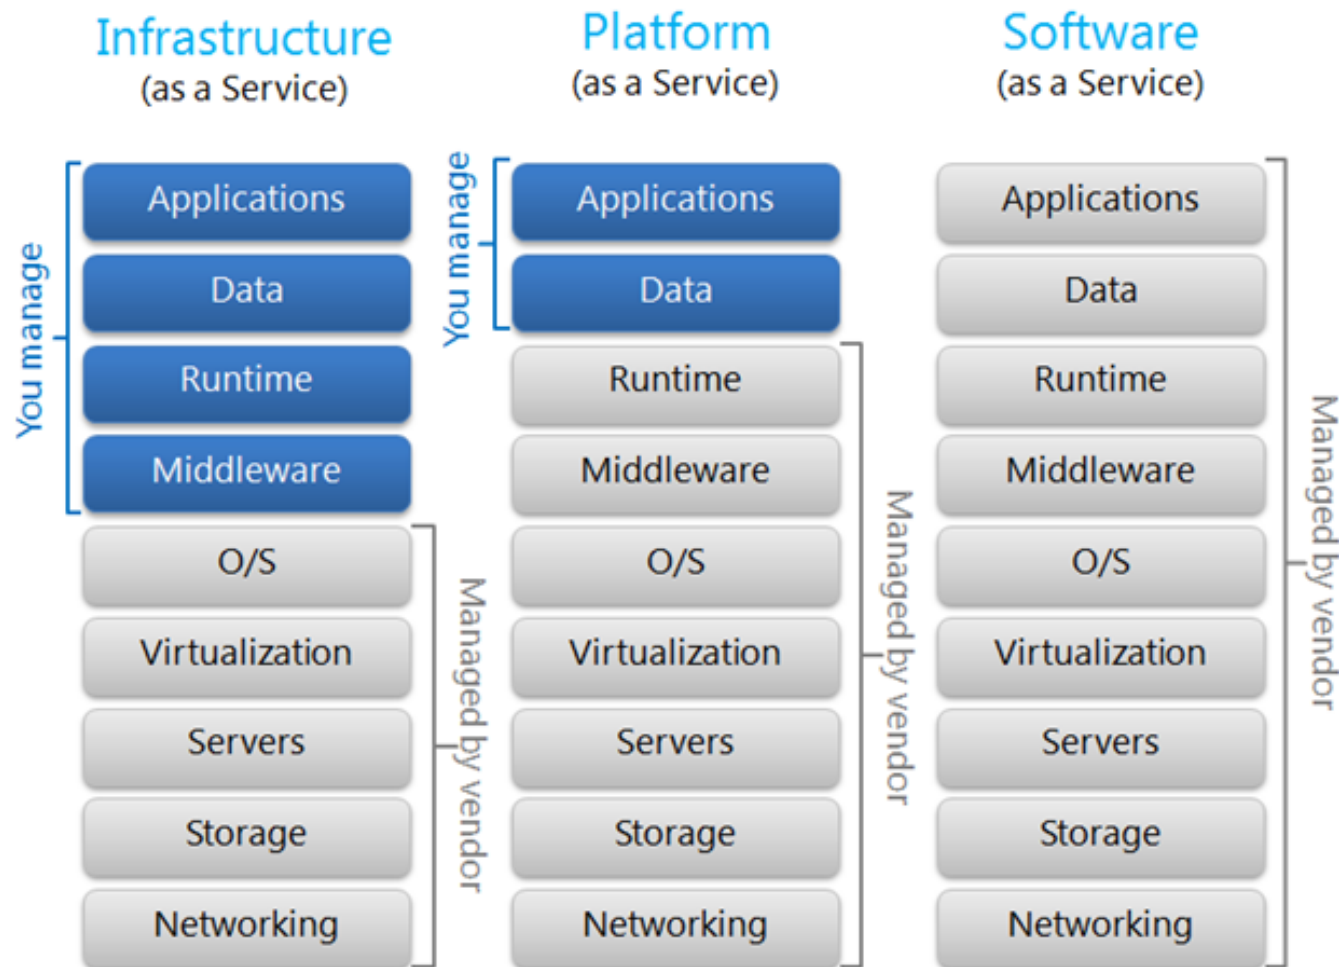 Infrastructure
(as a Service)
You manage
Applications
Data
Runtime
Middleware
O/S
Virtualization
Servers
Storage
Networking
Managed by vendor
Platform
(as a Service)
You manage
Applications
Data
Runtime
Middleware
O/S
Virtualization
Servers
Storage
Networking
Managed by vendor
Software
(as a Service)
Applications
Data
Runtime
Middleware
O/S
Virtualization
Servers
Storage
Networking
Managed by vendor